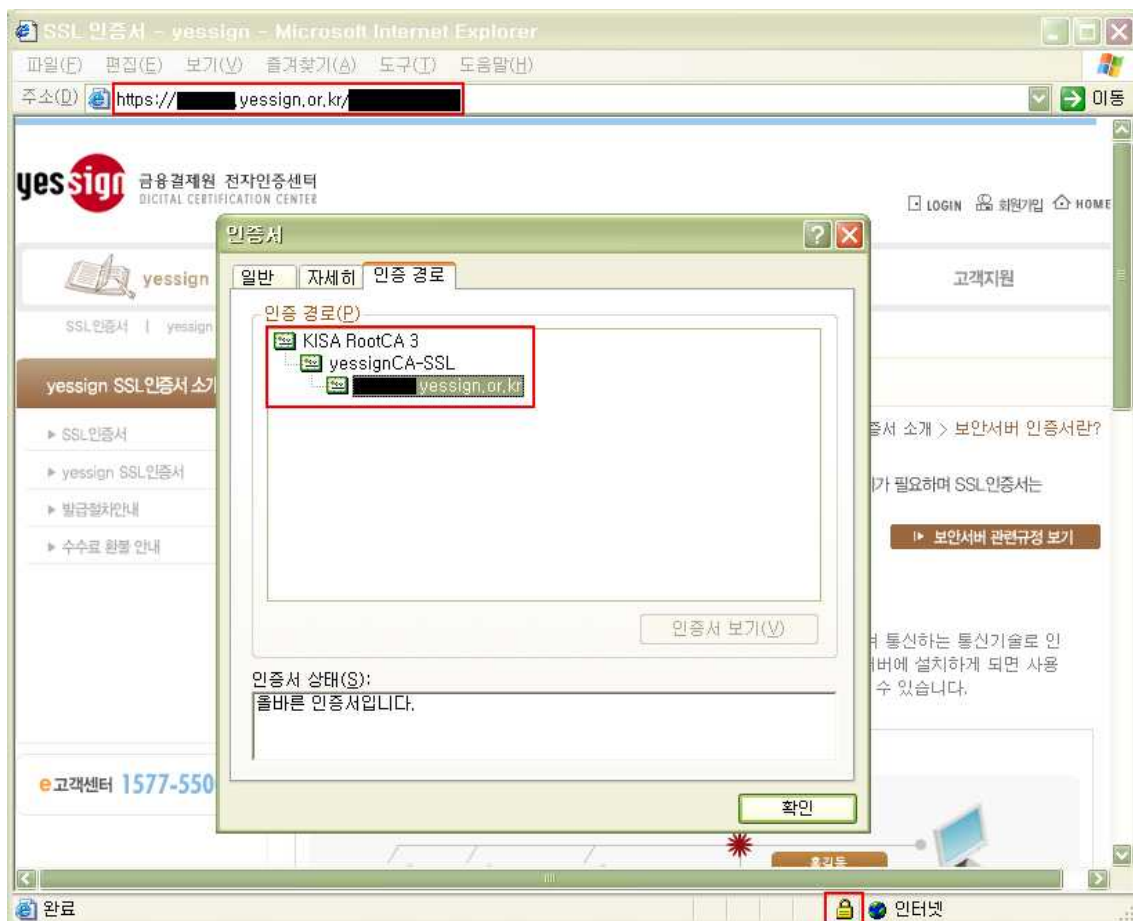 SSL 인증서 - yessign - Microsoft Internet Explorer
파일(F) 편집(E) 보기(V) 즐겨찾기(A) 도구(T) 도움말(H)
주소(D) https:// .yessign.or.kr/ 이동
yessign 금융결제원 전자인증센터
DIGITAL CERTIFICATION CENTER
LOGIN 회원가입 HOME
인증서
일반 자세히 인증 경로
yessign
고객지원
SSL인증서 | yessign
인증 경로(P)
KISA RootCA 3
yessignCA-SSL
yessign.or.kr
yessign SSL인증서 소개
증서 소개 > 보안서버 인증서란?
▶ SSL인증서
▶ yessign SSL인증서
가 필요하며 SSL인증서는
▶ 발급절차안내
보안서버 관련규정 보기
▶ 수수료 환불 안내
인증서 보기(V)
통신하는 통신기술로 인
버에 설치하게 되면 사용
수 있습니다.
인증서 상태(S):
올바른 인증서입니다.
e고객센터 1577-550
확인
홍길동
완료
인터넷